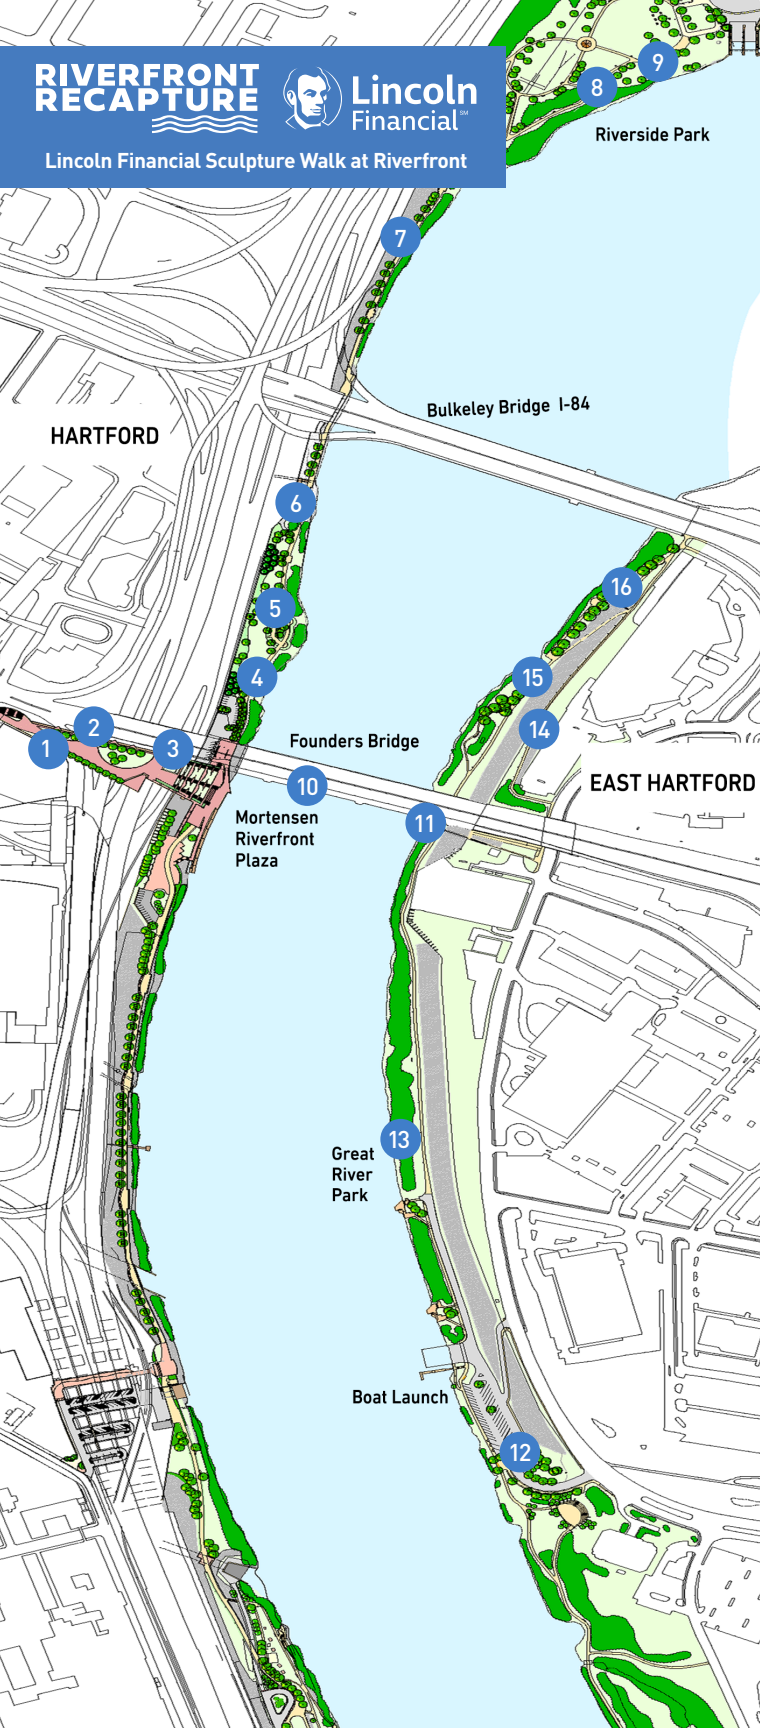 RIVERFRONT
RECAPTURE
Lincoln
Financial℠
Lincoln Financial Sculpture Walk at Riverfront
9
8
Riverside Park
7
Bulkeley Bridge I-84
HARTFORD
6
16
5
4
15
2
14
1
3
Founders Bridge
10
EAST HARTFORD
Mortensen
Riverfront
Plaza
11
13
Great
River
Park
Boat Launch
12